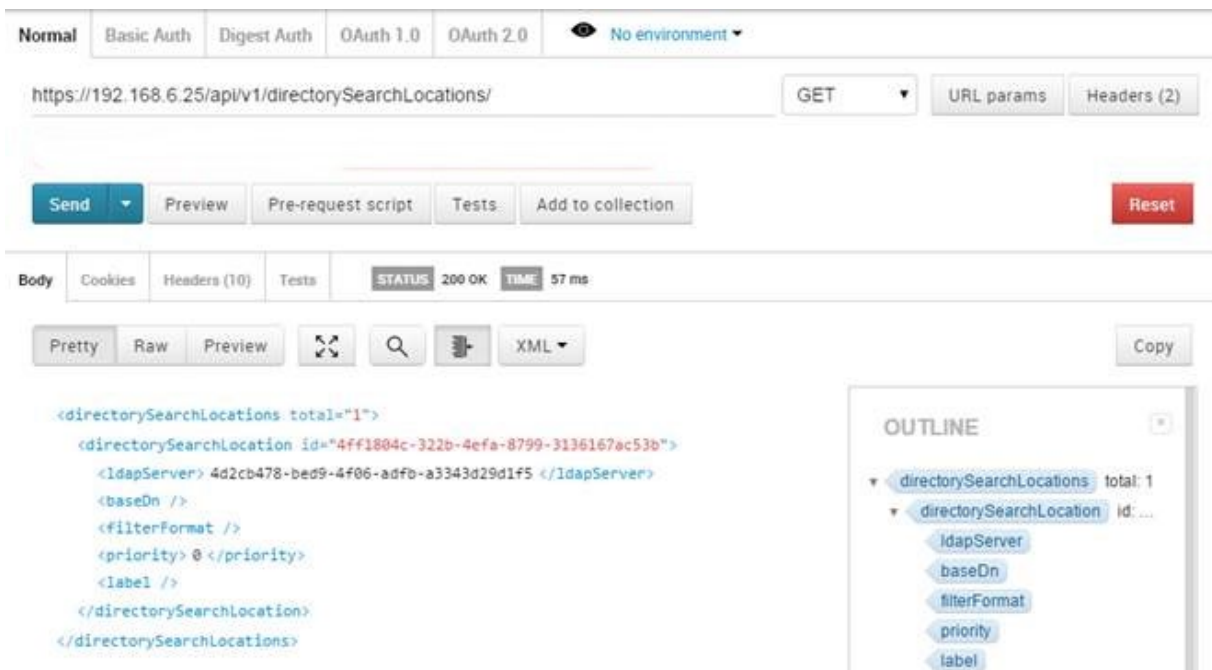 Normal Basic Auth Digest Auth OAuth 1.0 OAuth 2.0 No environment
https://192.168.6.25/api/v1/directorySearchLocations/ GET URL params Headers (2)
Send Preview Pre-request script Tests Add to collection Reset
Body Cookies Headers (10) Tests STATUS 200 OK TIME 57 ms
Pretty Raw Preview XML Copy
<directorySearchLocations total="1">
<directorySearchLocation id="4ff1804c-322b-4efa-8799-3136167ac53b">
<ldapServer> 4d2cb478-bed9-4f06-adfb-a3343d29d1f5 </ldapServer>
<baseDn />
<filterFormat />
<priority> 0 </priority>
<label />
</directorySearchLocation>
</directorySearchLocations>
OUTLINE
directorySearchLocations total: 1
directorySearchLocation id: ...
ldapServer
baseDn
filterFormat
priority
label